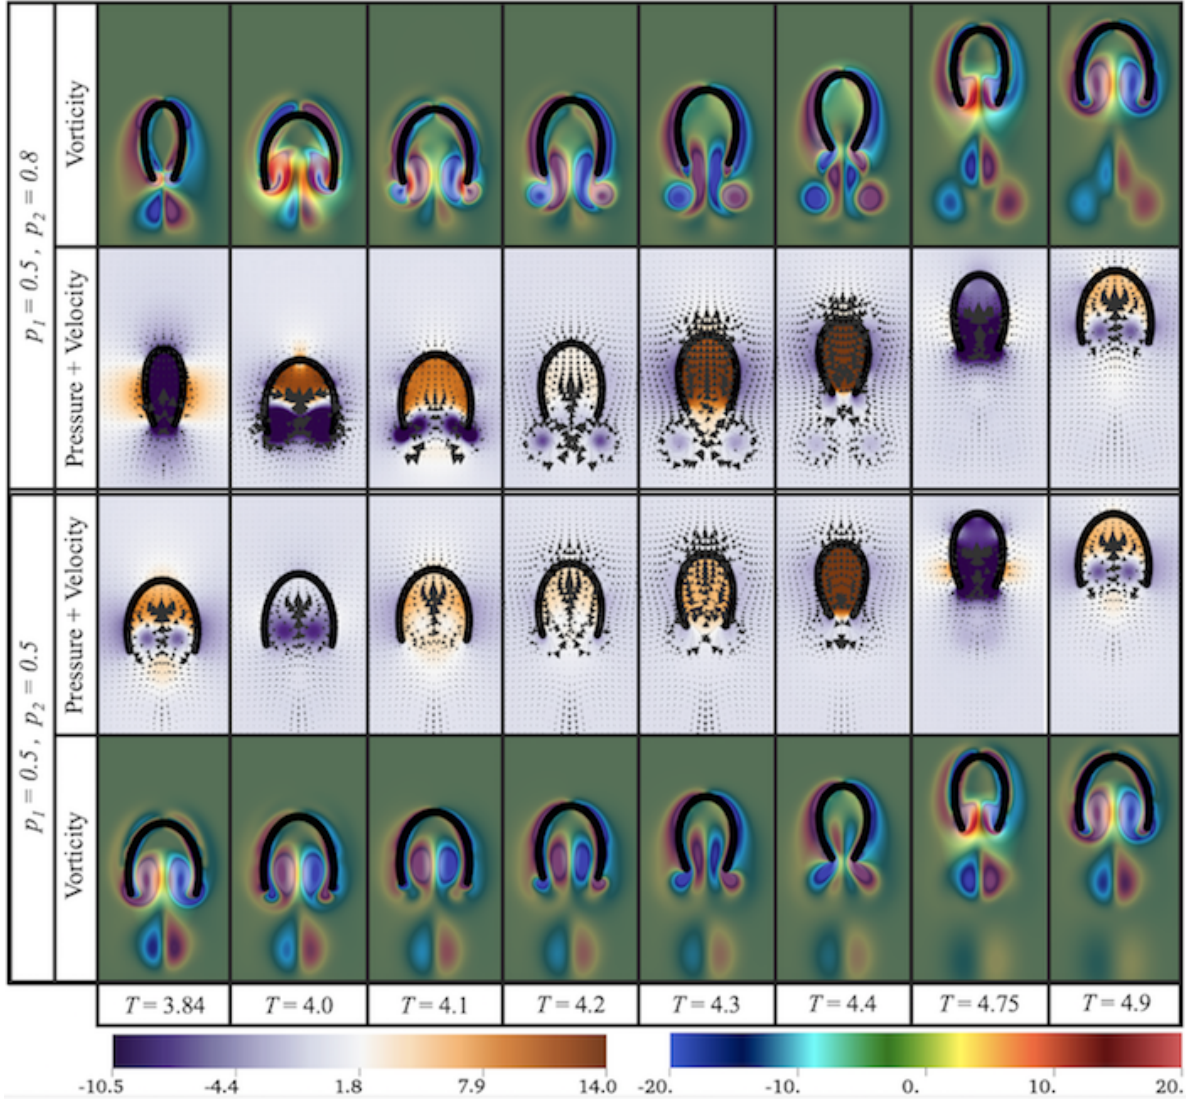 p₁ = 0.5 , p₂ = 0.8
Vorticity
Pressure + Velocity
p₁ = 0.5 , p₂ = 0.5
Pressure + Velocity
Vorticity
T = 3.84 T = 4.0 T = 4.1 T = 4.2 T = 4.3 T = 4.4 T = 4.75 T = 4.9
-10.5 -4.4 1.8 7.9 14.0 -20. -10. 0. 10. 20.